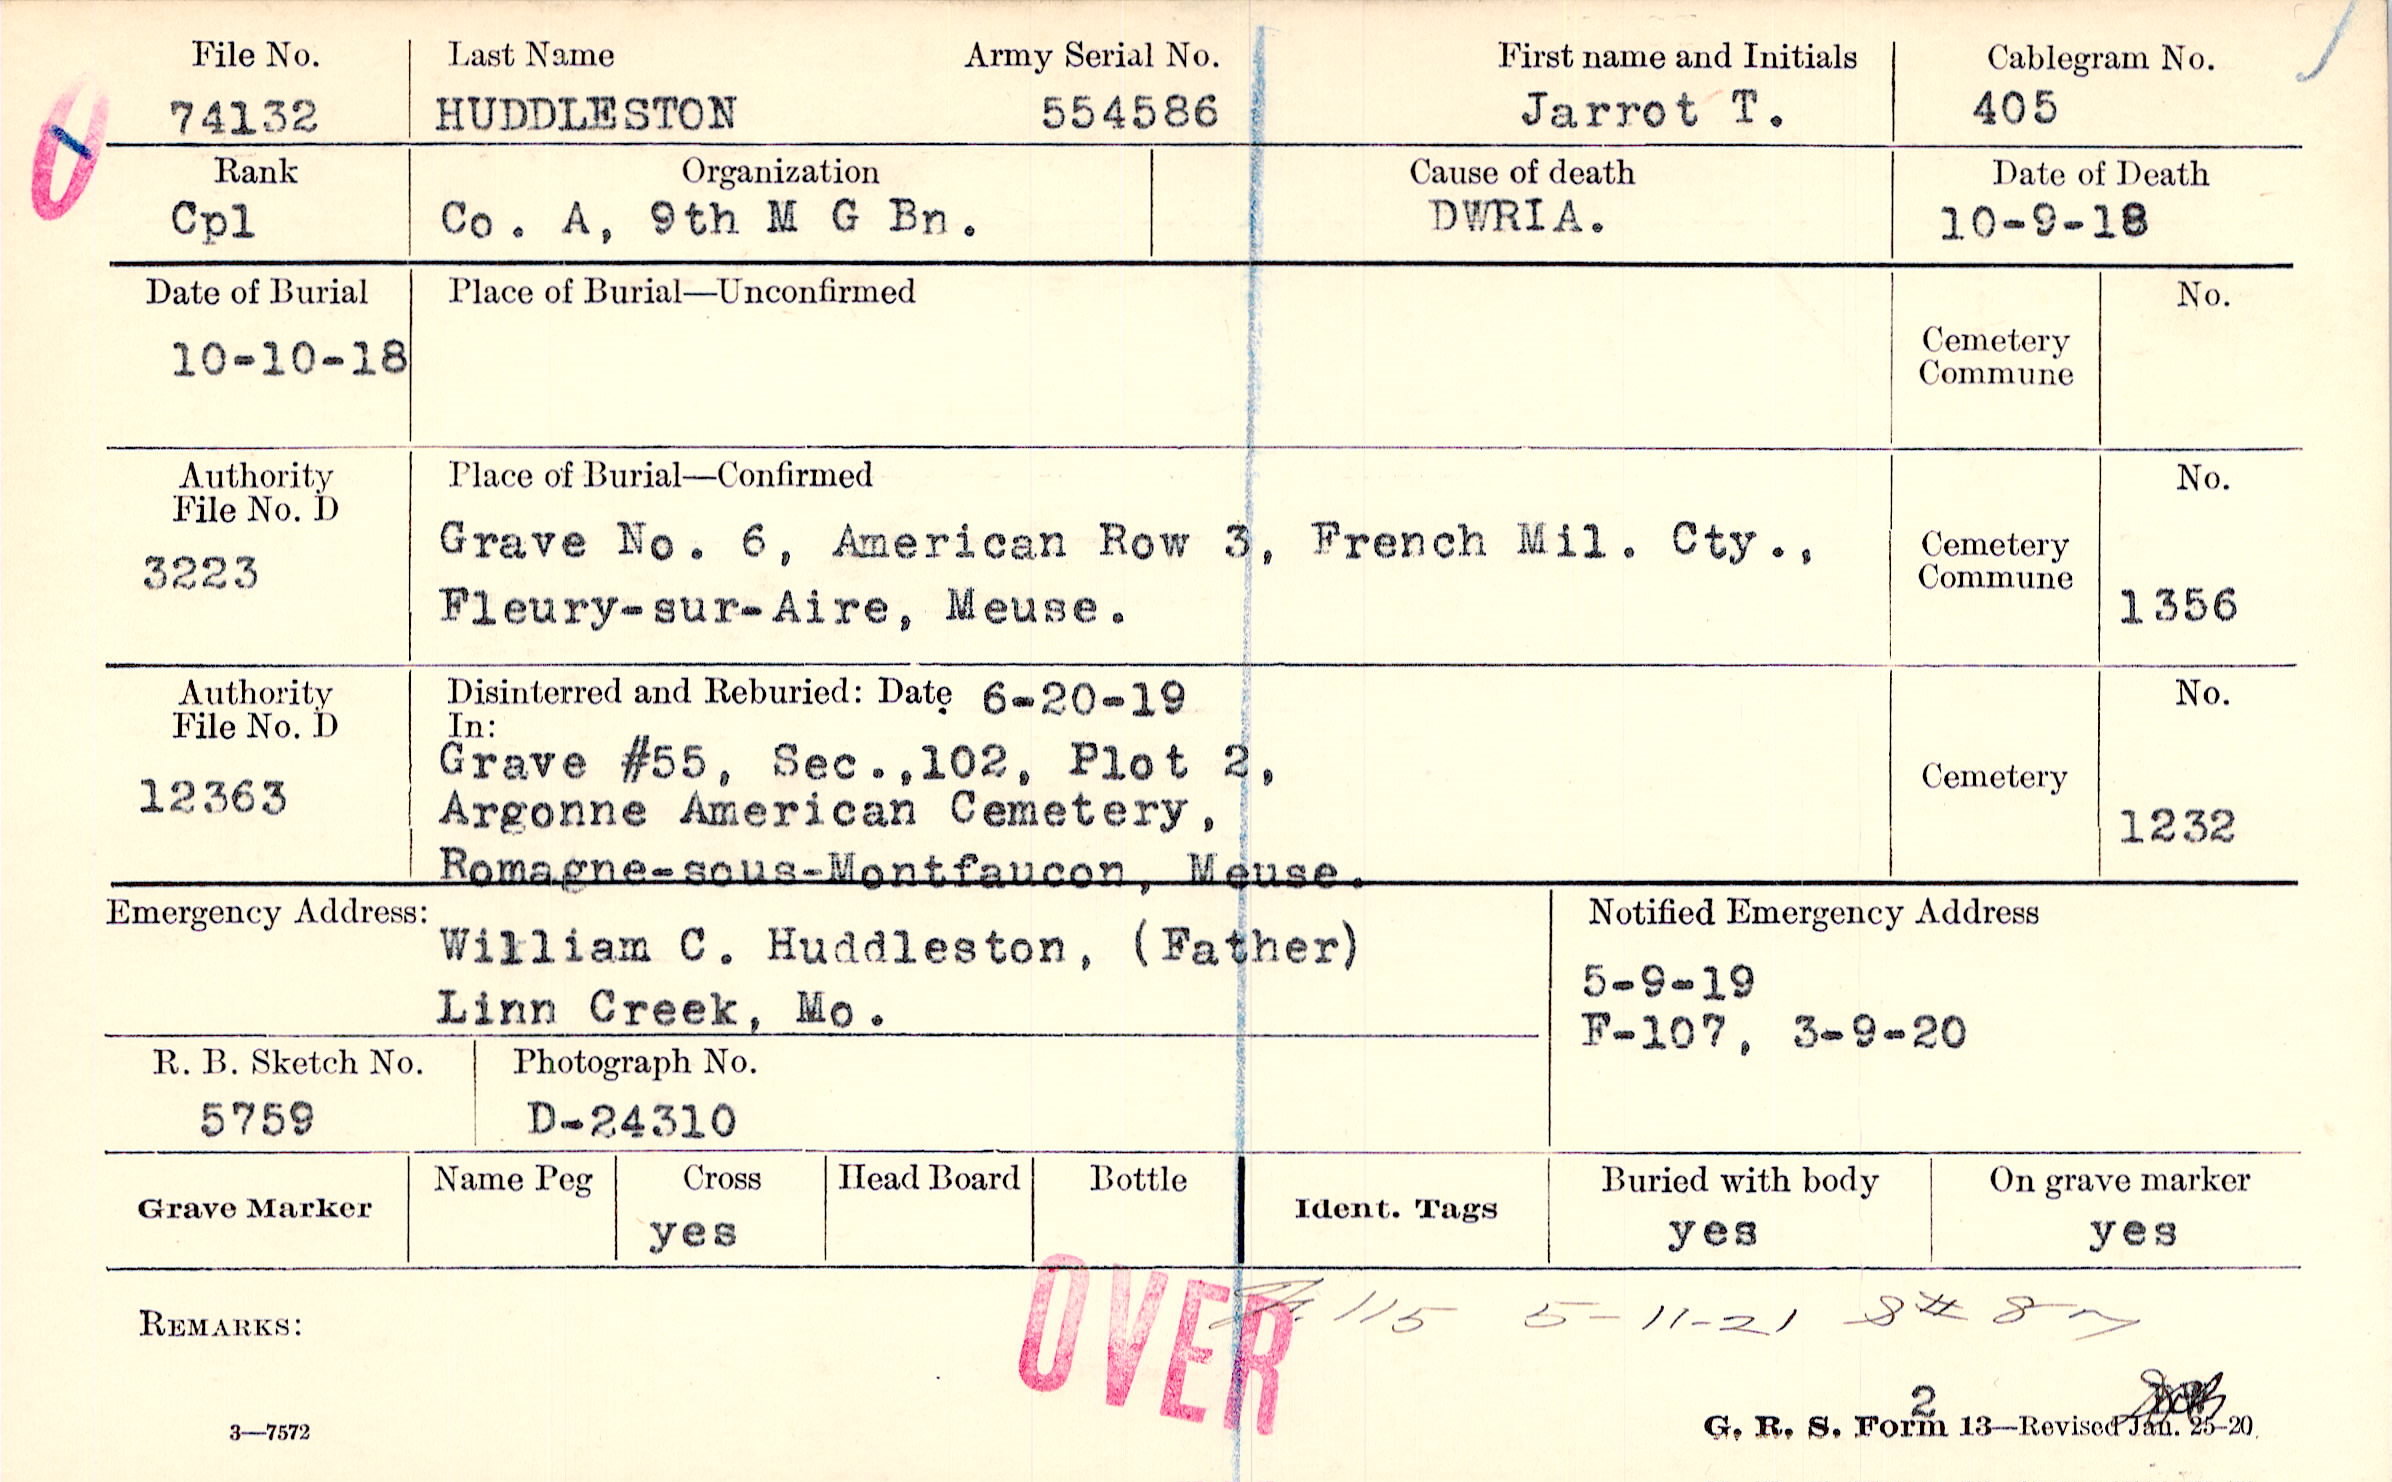 File No. Last Name Army Serial No. First name and Initials Cablegram No.
74132 HUDDLESTON 554586 Jarrot T. 405
Rank Organization Cause of death Date of Death
Cpl Co. A, 9th M G Bn. DWRIA. 10-9-18
Date of Burial Place of Burial—Unconfirmed No.
10-10-18
Cemetery
Commune
Authority Place of Burial—Confirmed No.
File No. D
Grave No. 6, American Row 3, French Mil. Cty.,
3223 Cemetery
Commune
Fleury-sur-Aire, Meuse. 1356
Authority Disinterred and Reburied: Date 6-20-19 No.
File No. D In:
Grave #55, Sec.,102, Plot 2,
12363 Cemetery
Argonne American Cemetery, 1232
Romagne-sous-Montfaucon, Meuse.
Emergency Address: Notified Emergency Address
William C. Huddleston, (Father)
5-9-19
Linn Creek, Mo.
F-107, 3-9-20
R. B. Sketch No. Photograph No.
5759 D-24310
Grave Marker Name Peg Cross Head Board Bottle Ident. Tags Buried with body On grave marker
yes yes yes
OVER
115 5-11-21 8# 8
REMARKS:
2
3—7572 G. R. S. Form 13—Revised Jan. 25-20